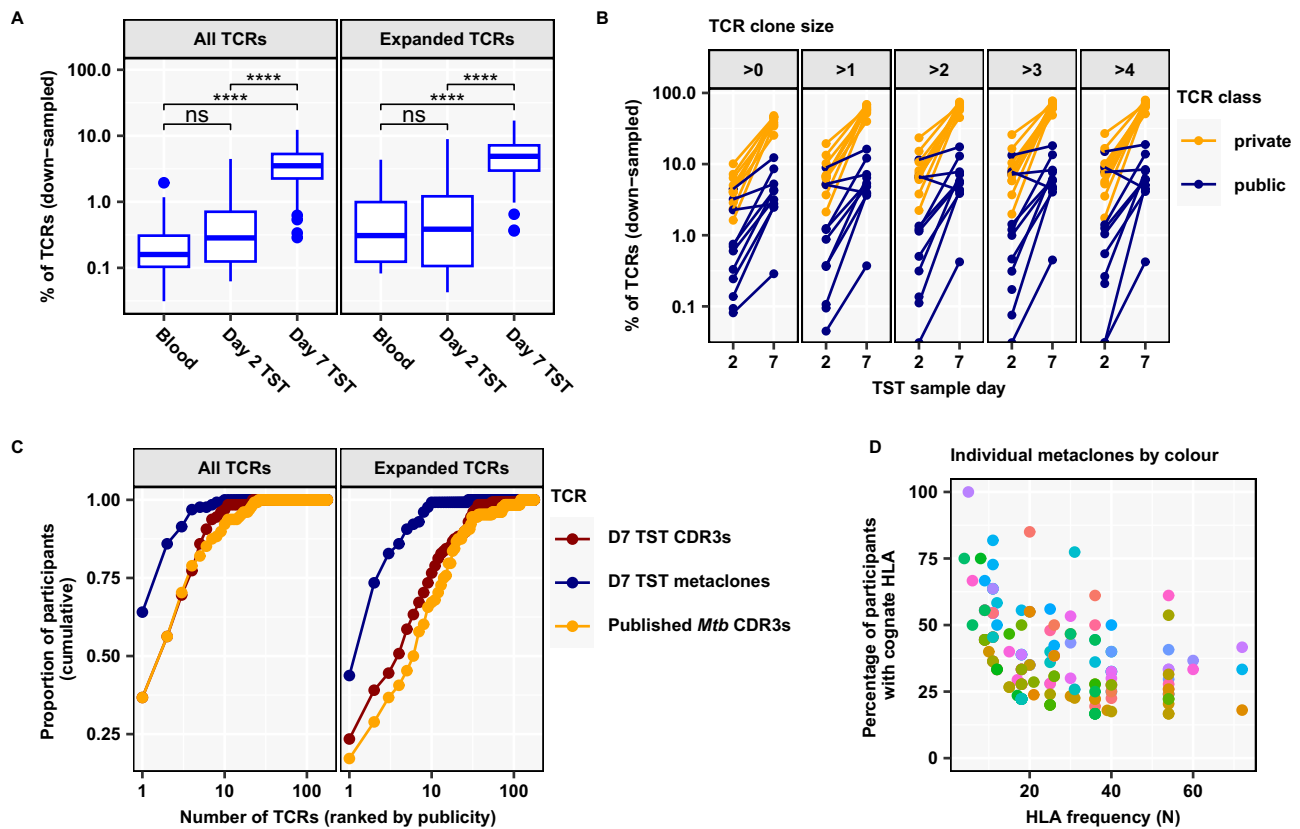 A
All TCRs
Expanded TCRs
% of TCRs (down−sampled)
100.0
10.0
1.0
0.1
ns
****
****
ns
****
****
Blood
Day 2 TST
Day 7 TST
Blood
Day 2 TST
Day 7 TST
B
TCR clone size
>0
>1
>2
>3
>4
% of TCRs (down−sampled)
100.0
10.0
1.0
0.1
2 7 2 7 2 7 2 7 2 7
TST sample day
TCR class
private
public
C
All TCRs
Expanded TCRs
Proportion of participants
(cumulative)
1.00
0.75
0.50
0.25
1 10 100 1 10 100
Number of TCRs (ranked by publicity)
TCR
D7 TST CDR3s
D7 TST metaclones
Published Mtb CDR3s
D
Individual metaclones by colour
Percentage of participants
with cognate HLA
100
75
50
25
0
20 40 60
HLA frequency (N)